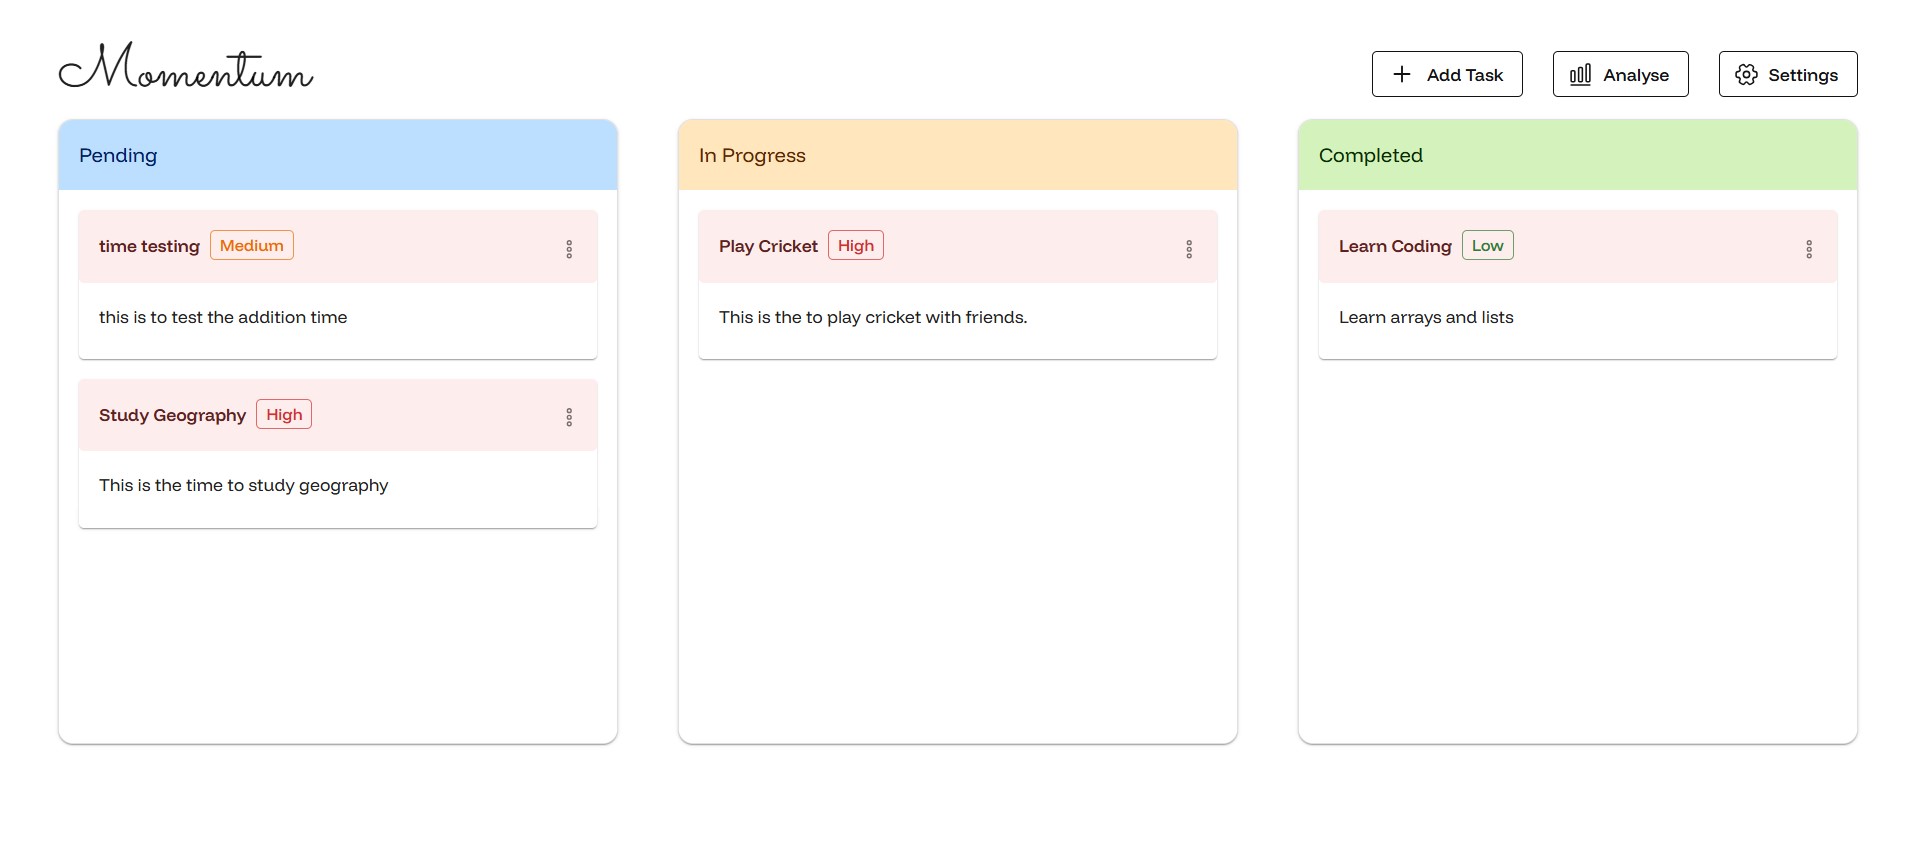 Momentum
Add Task
Analyse
Settings
Pending
time testing Medium
this is to test the addition time
Study Geography High
This is the time to study geography
In Progress
Play Cricket High
This is the to play cricket with friends.
Completed
Learn Coding Low
Learn arrays and lists